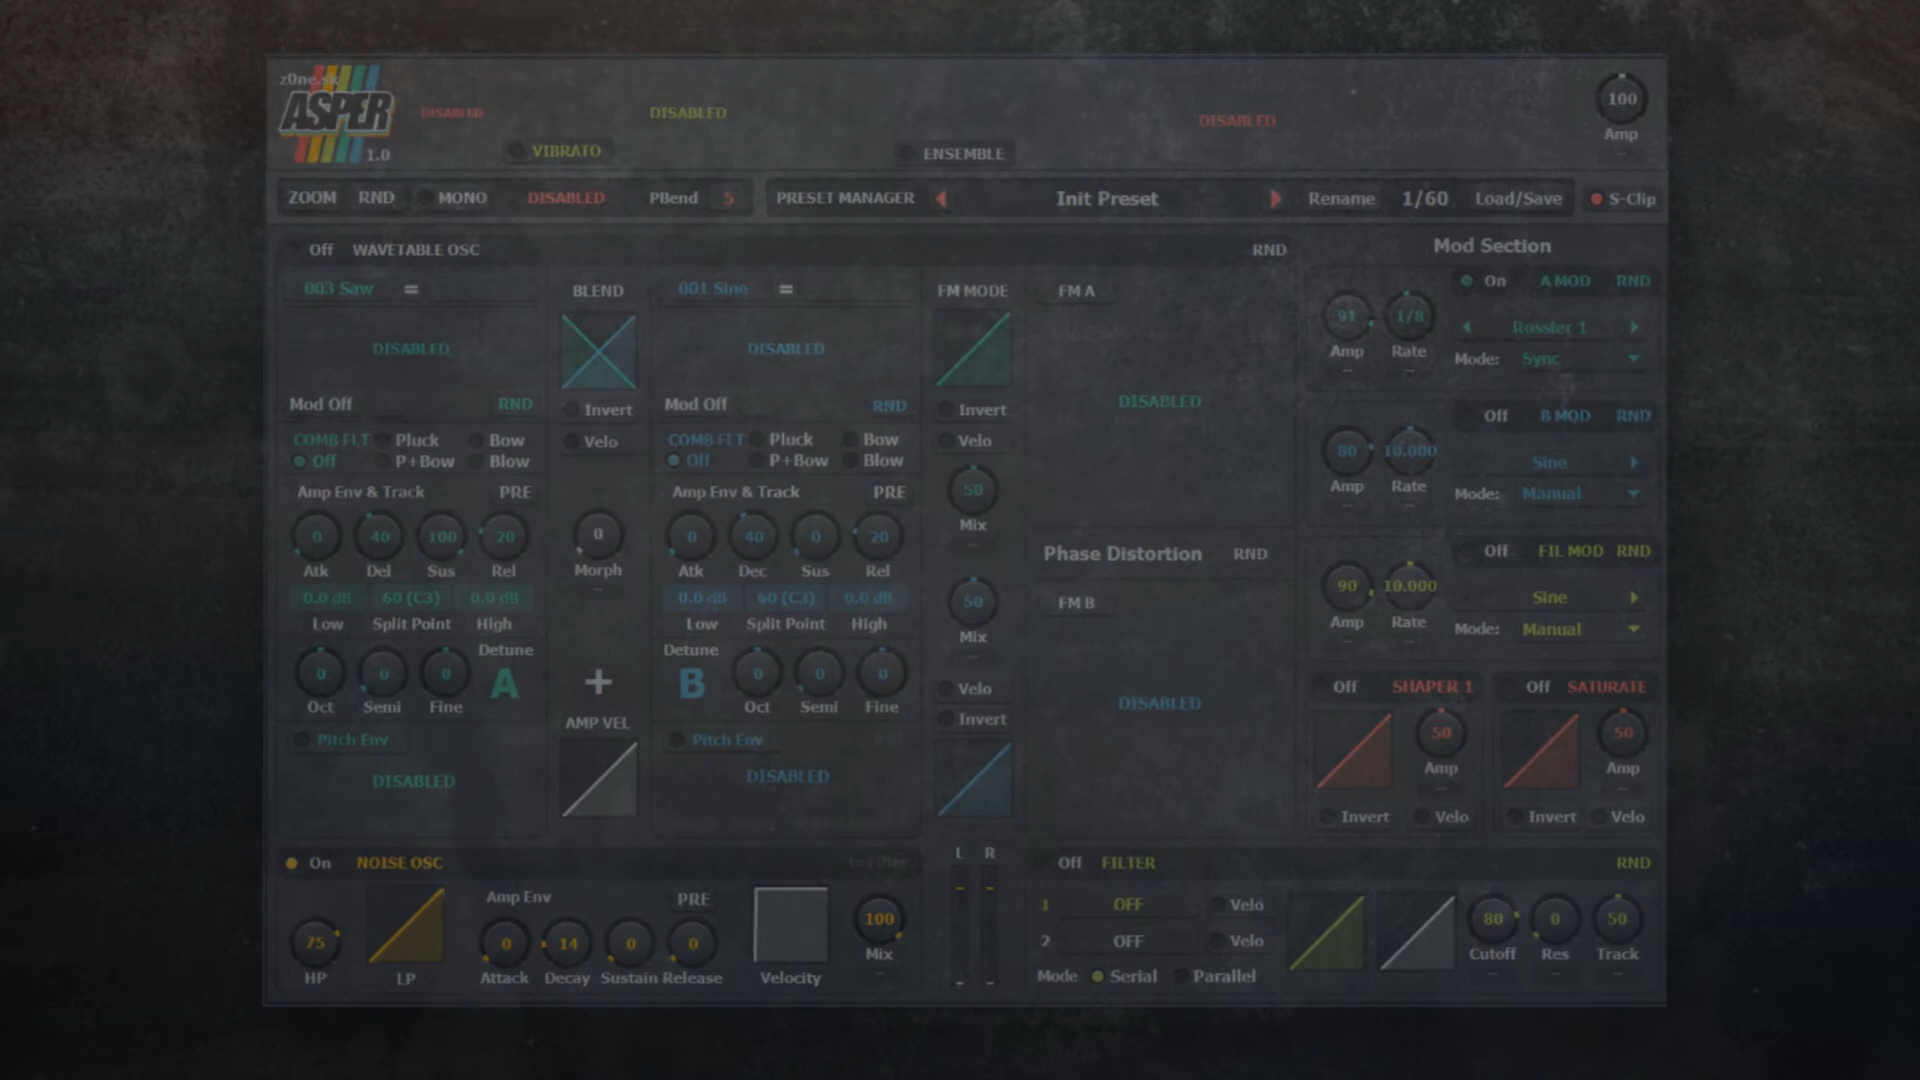 z0ne.sk
ASPER
1.0
DISABLED
DISABLED
VIBRATO
ENSEMBLE
DISABLED
100
Amp
ZOOM RND MONO DISABLED PBend 5
PRESET MANAGER Init Preset Rename 1/60 Load/Save S-Clip
Off WAVETABLE OSC RND
003 Saw =
DISABLED
Mod Off RND
COMB FLT Pluck Bow
Off P+Bow Blow
Amp Env & Track PRE
0 40 100 20
Atk Del Sus Rel
0.0 dB 60 (C3) 0.0 dB
Low Split Point High
Detune
0 0 0 A
Oct Semi Fine
Pitch Env
DISABLED
BLEND
Invert
Velo
0
Morph
+
AMP VEL
001 Sine =
DISABLED
Mod Off RND
COMB FLT Pluck Bow
Off P+Bow Blow
Amp Env & Track PRE
0 40 0 20
Atk Dec Sus Rel
0.0 dB 60 (C3) 0.0 dB
Low Split Point High
Detune
B 0 0 0
Oct Semi Fine
Pitch Env
DISABLED
FM MODE
Invert
Velo
50
Mix
50
Mix
Velo
Invert
FM A
DISABLED
Phase Distortion RND
FM B
DISABLED
Mod Section
On A MOD RND
91 1/8
Amp Rate
Rossler 1
Mode: Sync
Off B MOD RND
80 10.000
Amp Rate
Sine
Mode: Manual
Off FIL MOD RND
90 10.000
Amp Rate
Sine
Mode: Manual
Off SHAPER 1
50
Amp
Invert Velo
Off SATURATE
50
Amp
Invert Velo
On NOISE OSC to Filter
75
HP
LP
Amp Env PRE
0 14 0 0
Attack Decay Sustain Release
Velocity
100
Mix
L R
Off FILTER RND
1 OFF Velo
2 OFF Velo
Mode Serial Parallel
80 0 50
Cutoff Res Track